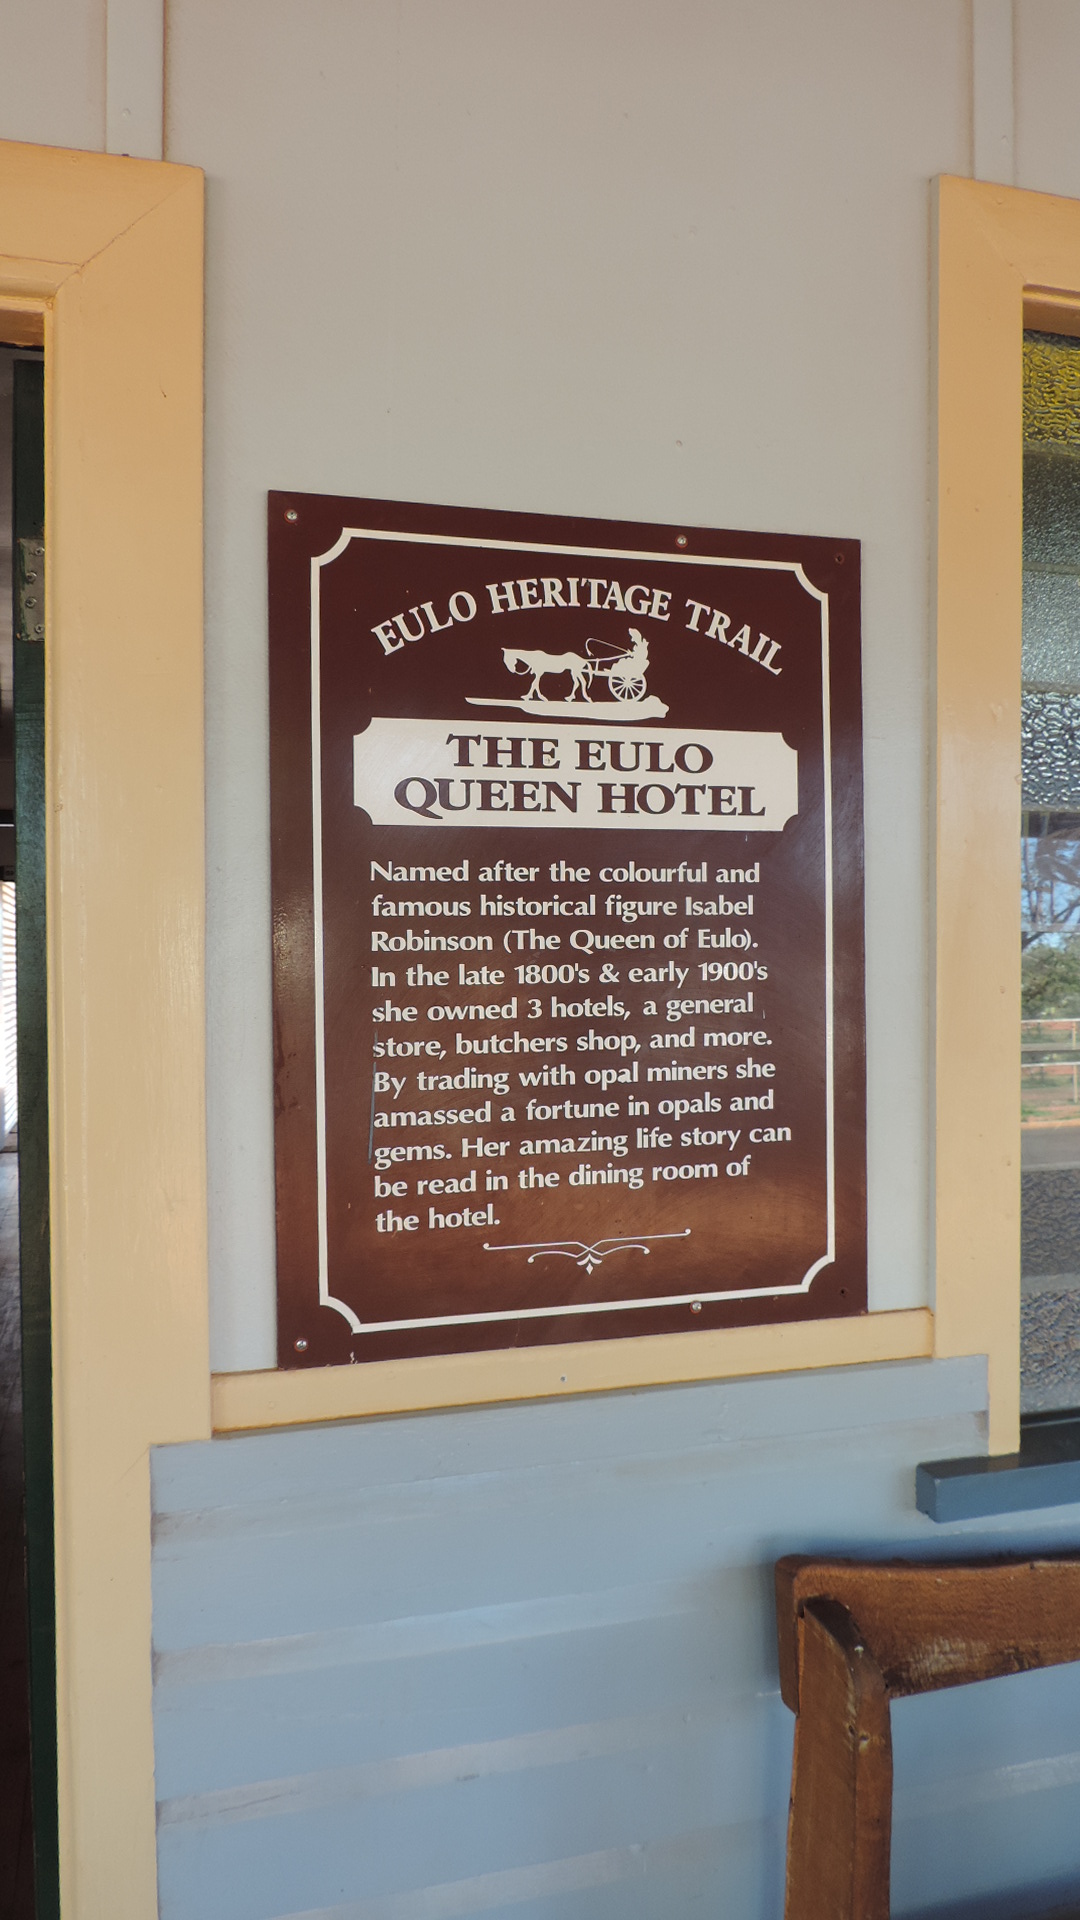 EULO HERITAGE TRAIL
THE EULO
QUEEN HOTEL
Named after the colourful and
famous historical figure Isabel
Robinson (The Queen of Eulo).
In the late 1800's & early 1900's
she owned 3 hotels, a general
store, butchers shop, and more.
By trading with opal miners she
amassed a fortune in opals and
gems. Her amazing life story can
be read in the dining room of
the hotel.